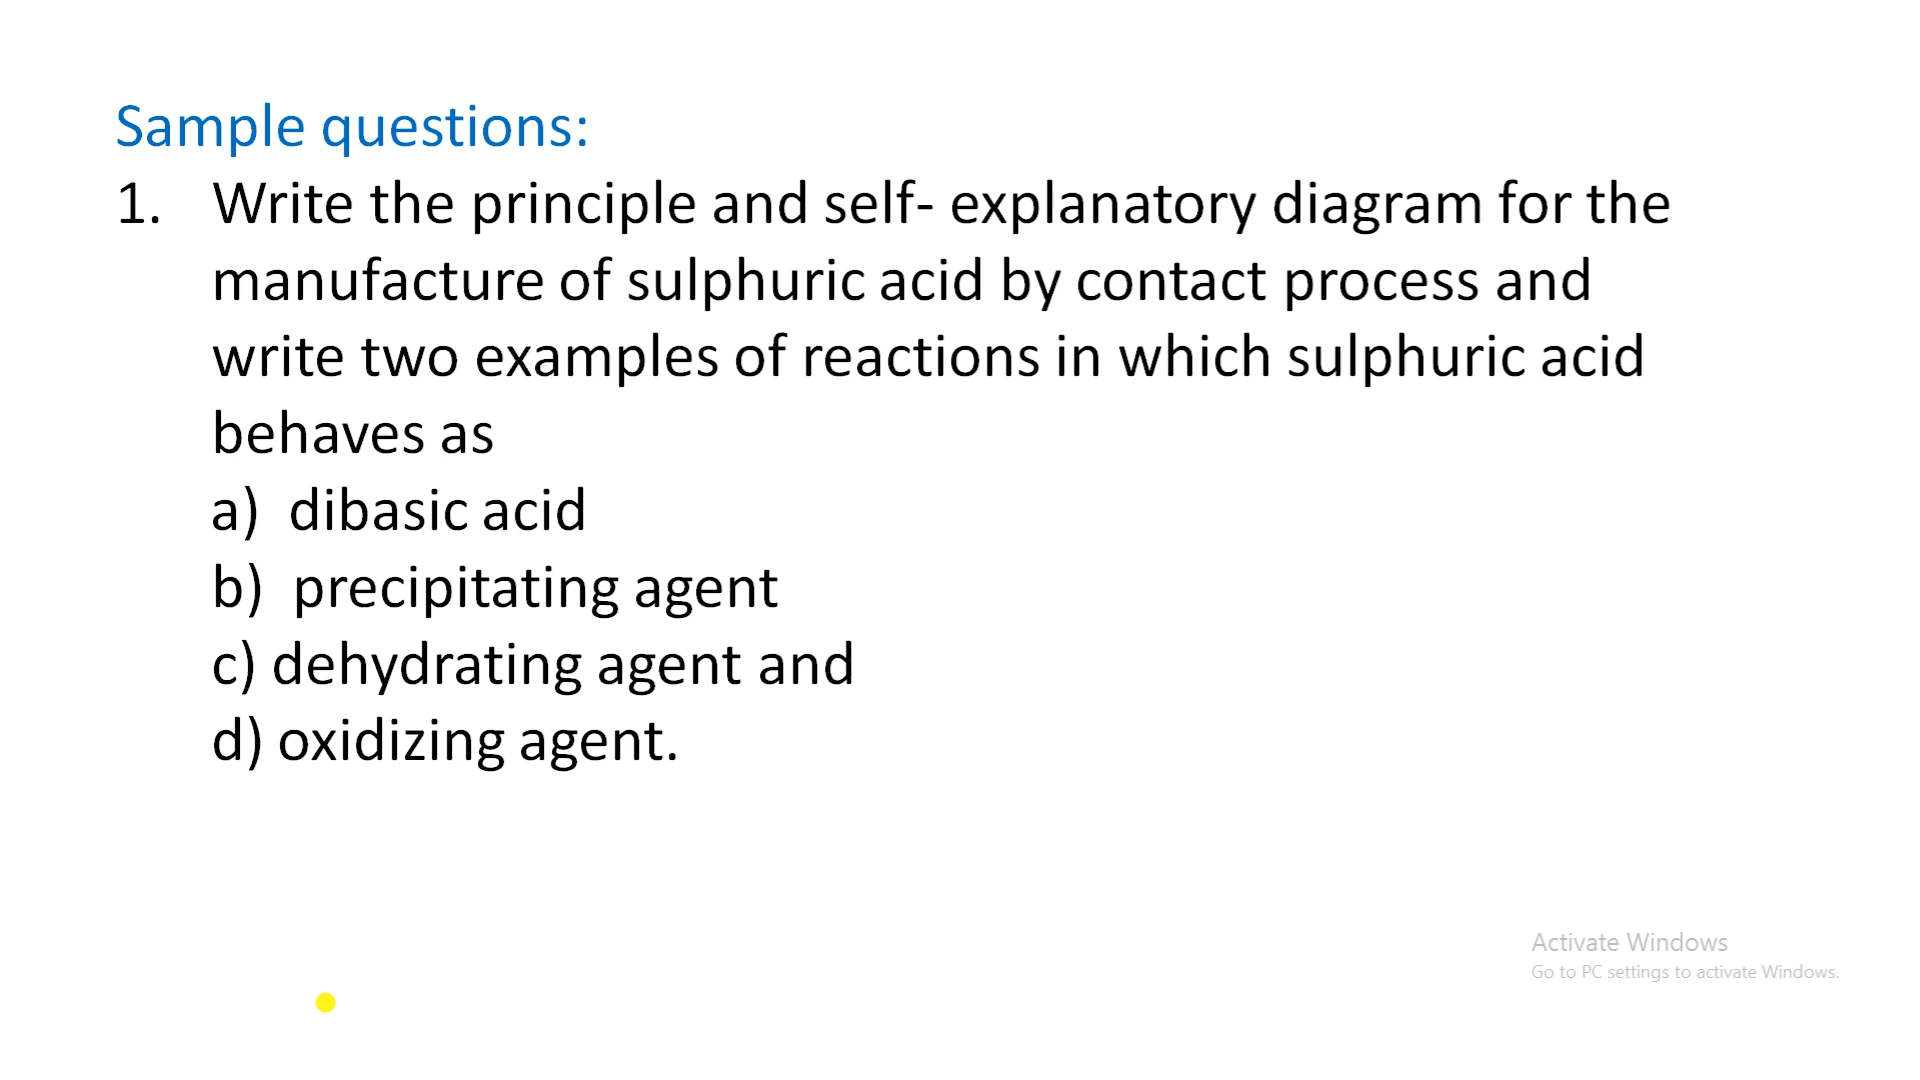 Sample questions:
1. Write the principle and self- explanatory diagram for the
manufacture of sulphuric acid by contact process and
write two examples of reactions in which sulphuric acid
behaves as
a) dibasic acid
b) precipitating agent
c) dehydrating agent and
d) oxidizing agent.
Activate Windows
Go to PC settings to activate Windows.